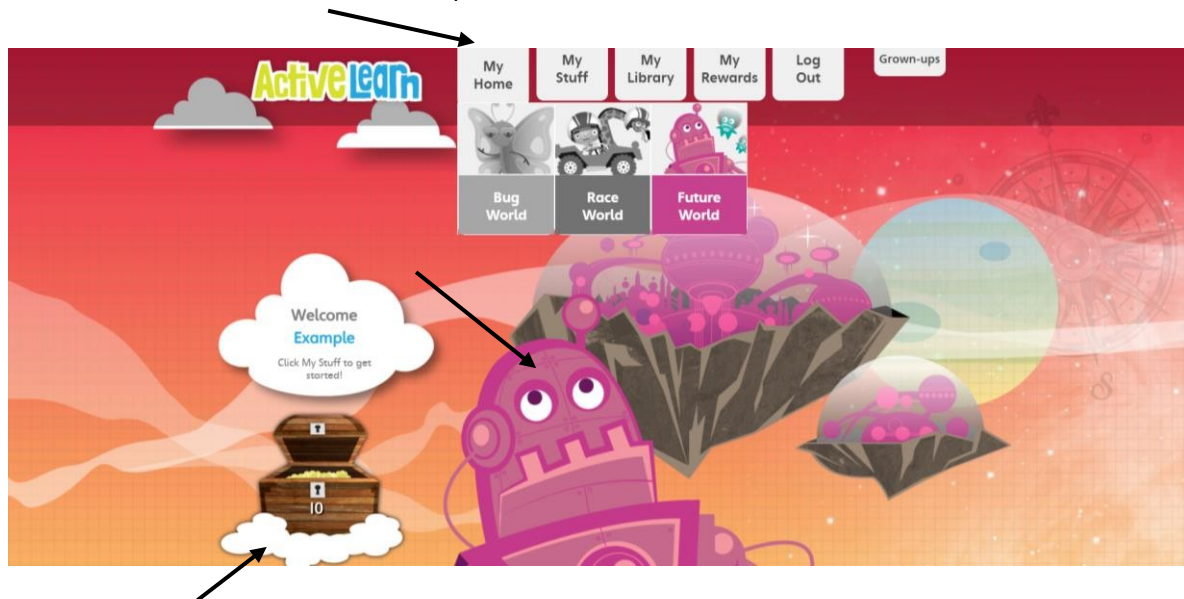 ActiveLearn
My
Home
My
Stuff
My
Library
My
Rewards
Log
Out
Grown-ups
Bug
World
Race
World
Future
World
Welcome
Example
Click My Stuff to get
started!
10